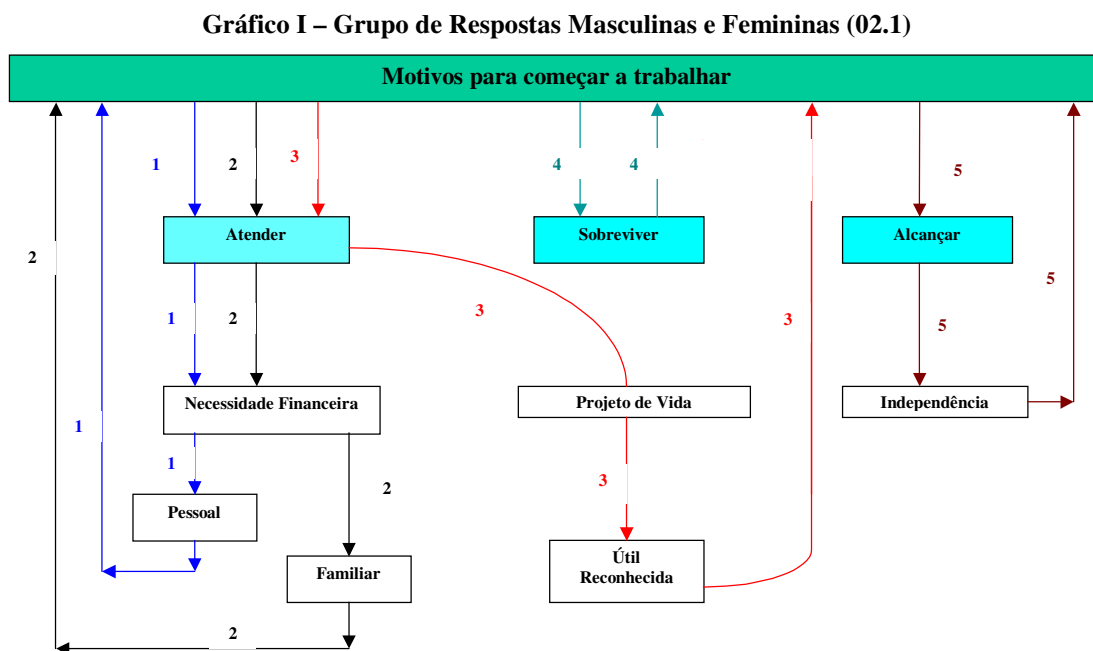 Gráfico I – Grupo de Respostas Masculinas e Femininas (02.1)
Motivos para começar a trabalhar
1
2
3
4
4
5
Atender
Sobreviver
Alcançar
2
5
1
2
3
3
5
Necessidade Financeira
Projeto de Vida
Independência
1
1
2
3
Pessoal
Familiar
Útil
Reconhecida
2